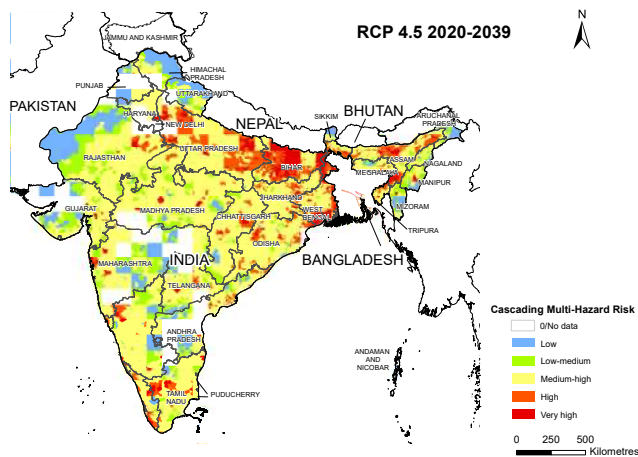 RCP 4.5 2020-2039
N
JAMMU AND KASHMIR
HIMACHAL
PRADESH
PUNJAB
UTTARAKHAND
PAKISTAN
HARYANA
NEW DELHI
NEPAL
SIKKIM
BHUTAN
ARUCHANAL
PRADESH
RAJASTHAN
UTTAR PRADESH
BIHAR
ASSAM
NAGALAND
MEGHALAYA
MANIPUR
MIZORAM
TRIPURA
GUJARAT
MADHYA PRADESH
JHARKHAND
WEST
BENGAL
CHHATTISGARH
ODISHA
BANGLADESH
INDIA
MAHARASHTRA
TELANGANA
ANDHRA
PRADESH
ANDAMAN
AND
NICOBAR
TAMIL
NADU
PUDUCHERRY
Cascading Multi-Hazard Risk
0/No data
Low
Low-medium
Medium-high
High
Very high
0 250 500
Kilometres